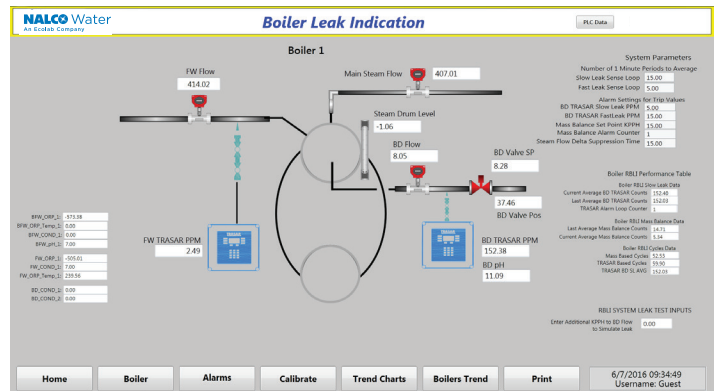 NALCO Water
An Ecolab Company
Boiler Leak Indication
PLC Data
Boiler 1
FW Flow
414.02
Main Steam Flow
407.01
Steam Drum Level
-1.06
BD Flow
8.05
BD Valve SP
8.28
37.46
BD Valve Pos
FW TRASAR PPM
2.49
BD TRASAR PPM
152.38
BD pH
11.09
System Parameters
Number of 1 Minute Periods to Average
Slow Leak Sense Loop 15.00
Fast Leak Sense Loop 5.00
Alarm Settings for Trip Values
BD TRASAR Slow Leak PPM 5.00
BD TRASAR FastLeak PPM 15.00
Mass Balance Set Point KPPH 15.00
Mass Balance Alarm Counter 1
Steam Flow Delta Suppression Time 15.00
Boiler RBLI Performance Table
Boiler RBLI Slow Leak Data
Current Average BD TRASAR Counts 152.49
Last Average BD TRASAR Counts 152.03
TRASAR Alarm Loop Counter 1
Boiler RBLI Mass Balance Data
Last Average Mass Balance Counts 14.71
Current Average Mass Balance Counts 9.34
Boiler RBLI Cycles Data
Mass Based Cycles 52.55
TRASAR Based Cycles 59.90
TRASAR BD SL AVG 152.03
RBLI SYSTEM LEAK TEST INPUTS
Enter Additional KPPH to BD Flow 0.00
to Simulate Leak
BFW_ORP_1:
BFW_ORP_Temp_1: 0.00
BFW_COND_1: 0.00
BFW_pH_1: 7.00
FW_ORP_1:
FW_COND_1: 7.00
FW_ORP_Temp_1: 239.56
BD_COND_1: 0.00
BD_COND_2: 0.00
Home
Boiler
Alarms
Calibrate
Trend Charts
Boilers Trend
Print
6/7/2016 09:34:49
Username: Guest